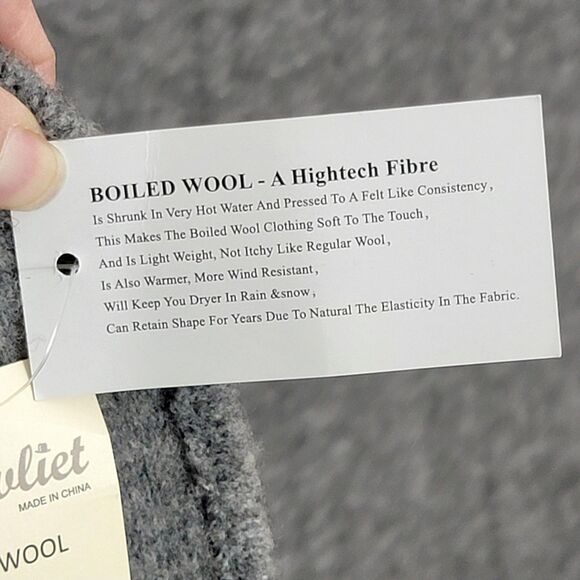 BOILED WOOL - A Hightech Fibre
Is Shrunk In Very Hot Water And Pressed To A Felt Like Consistency,
This Makes The Boiled Wool Clothing Soft To The Touch,
And Is Light Weight, Not Itchy Like Regular Wool,
Is Also Warmer, More Wind Resistant,
Will Keep You Dryer In Rain &snow,
Can Retain Shape For Years Due To Natural The Elasticity In The Fabric.
MADE IN CHINA
WOOL